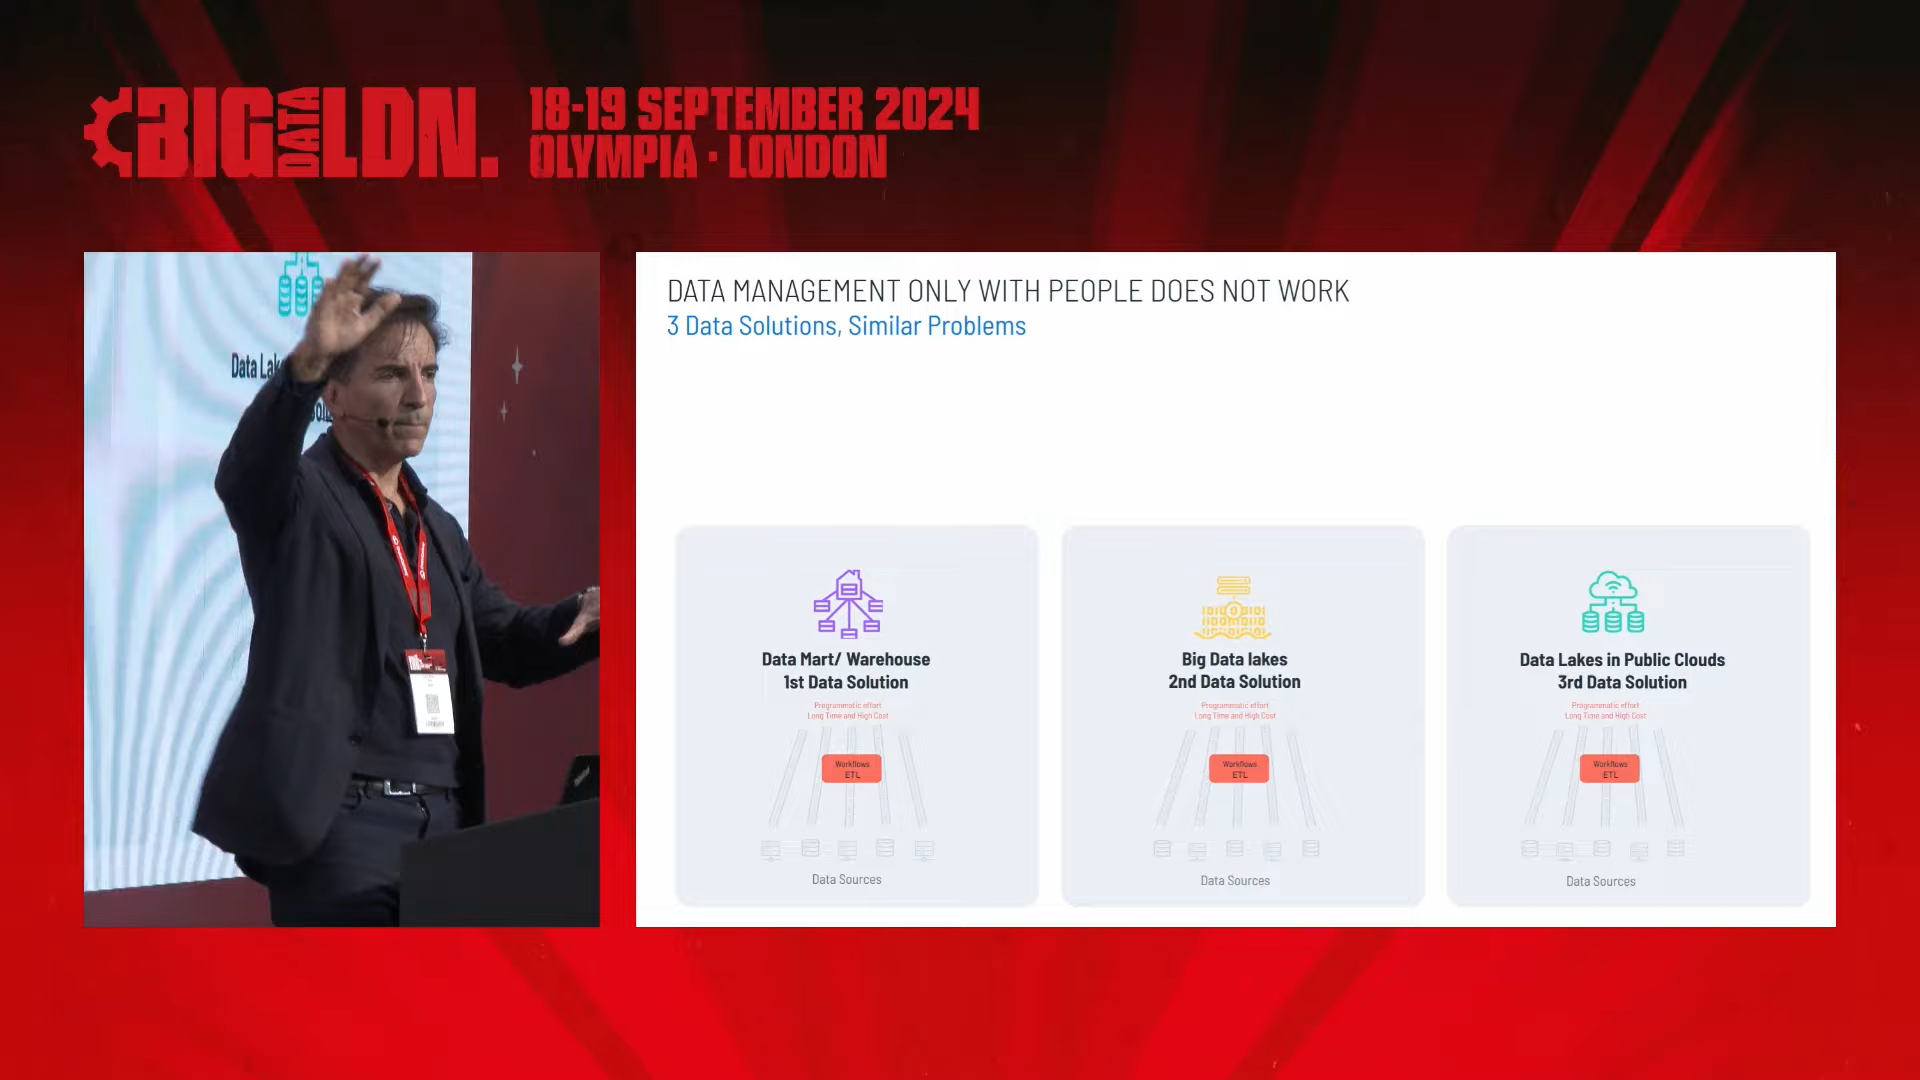 BIG DATA LDN.
18-19 SEPTEMBER 2024
OLYMPIA · LONDON
Data Lak
DATA MANAGEMENT ONLY WITH PEOPLE DOES NOT WORK
3 Data Solutions, Similar Problems
Data Mart/ Warehouse
1st Data Solution
Programmatic effort
Long Time and High Cost
Workflows
ETL
Data Sources
Big Data lakes
2nd Data Solution
Programmatic effort
Long Time and High Cost
Workflows
ETL
Data Sources
Data Lakes in Public Clouds
3rd Data Solution
Programmatic effort
Long Time and High Cost
Workflows
ETL
Data Sources